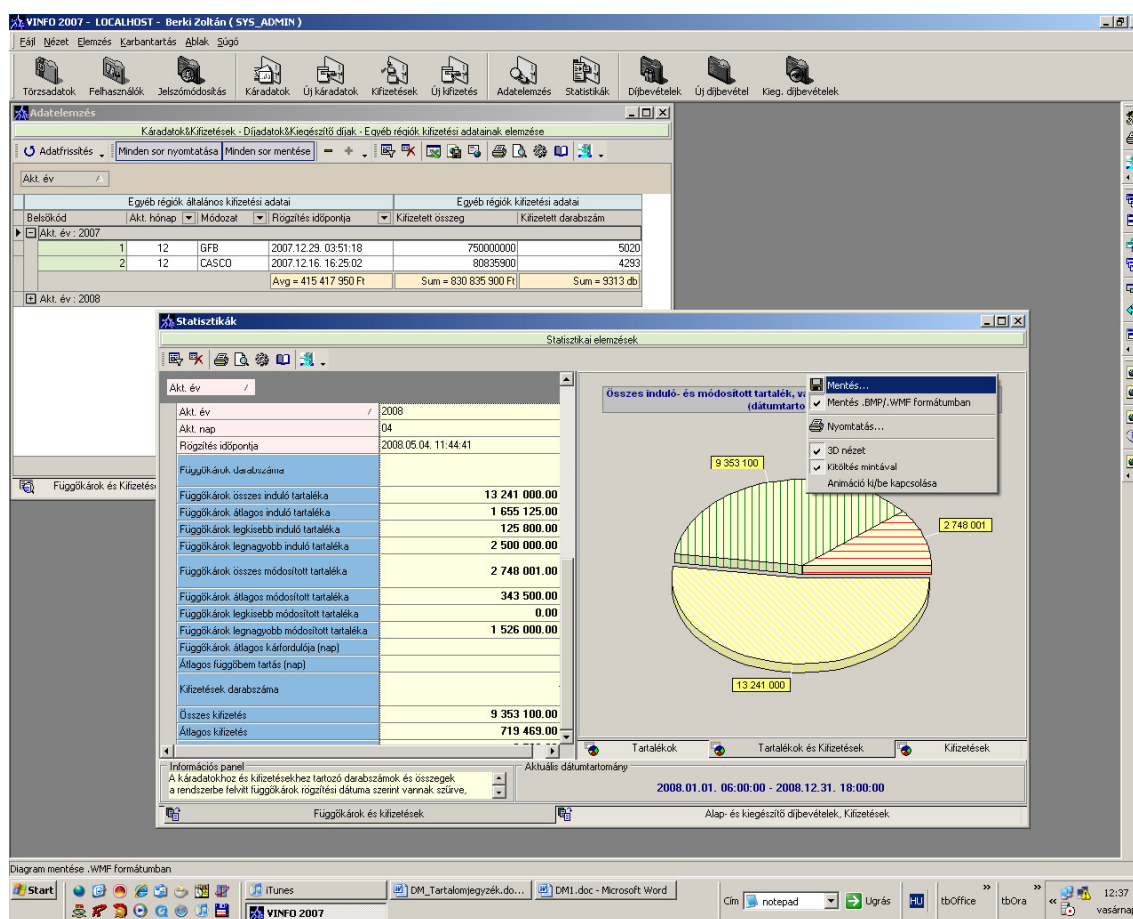 VINFO 2007 - LOCALHOST - Berki Zoltán ( SYS_ADMIN )
Fájl Nézet Elemzés Karbantartás Ablak Súgó
Törzsadatok Felhasználók Jelszómódosítás Káradatok Új káradatok Kifizetések Új kifizetés Adatelemzés Statisztikák Díjbevételek Új díjbevétel Kieg. díjbevételek
Adatelemzés
Káradatok&Kifizetések - Díjadatok&Kiegészítő díjak - Egyéb régiók kifizetési adatainak elemzése
Adatfrissítés Minden sor nyomtatása Minden sor mentése
Akt. év
Egyéb régiók általános kifizetési adatai Egyéb régiók kifizetési adatai
Belsőkód Akt. hónap Módozat Rögzítés időpontja Kifizetett összeg Kifizetett darabszám
Akt. év : 2007
1 12 GFB 2007.12.29. 03:51:18 750000000 5020
2 12 CASCO 2007.12.16. 16:25:02 80835900 4293
Avg = 415 417 950 Ft Sum = 830 835 900 Ft Sum = 9313 db
Akt. év : 2008
Függőkárok és Kifizetés
Statisztikák
Statisztikai elemzések
Akt. év
Akt. év 2008
Akt. nap 04
Rögzítés időpontja 2008.05.04. 11:44:41
Függőkárok darabszáma
Függőkárok összes induló tartaléka 13 241 000.00
Függőkárok átlagos induló tartaléka 1 655 125.00
Függőkárok legkisebb induló tartaléka 125 800.00
Függőkárok legnagyobb induló tartaléka 2 500 000.00
Függőkárok összes módosított tartaléka 2 748 001.00
Függőkárok átlagos módosított tartaléka 343 500.00
Függőkárok legkisebb módosított tartaléka 0.00
Függőkárok legnagyobb módosított tartaléka 1 526 000.00
Függőkárok átlagos kárfordulója (nap)
Átlagos függőbem tartás (nap)
Kifizetések darabszáma
Összes kifizetés 9 353 100.00
Átlagos kifizetés 719 469.00
Összes induló- és módosított tartalék, va
(dátumtarto
Mentés...
Mentés .BMP/.WMF formátumban
Nyomtatás...
3D nézet
Kitöltés mintával
Animáció ki/be kapcsolása
9 353 100
2 748 001
13 241 000
Tartalékok Tartalékok és Kifizetések Kifizetések
Információs panel
A káradatokhoz és kifizetésekhez tartozó darabszámok és összegek
a rendszerbe felvitt függőkárok rögzítési dátuma szerint vannak szűrve,
Aktuális dátumtartomány
2008.01.01. 06:00:00 - 2008.12.31. 18:00:00
Függőkárok és kifizetések Alap- és kiegészítő díjbevételek, Kifizetések
Diagram mentése .WMF formátumban
Start iTunes DM_Tartalomjegyzék.do... DM1.doc - Microsoft Word
VINFO 2007
Cím notepad Ugrás HU tbOffice » tbOra » « 12:37
vasárnap